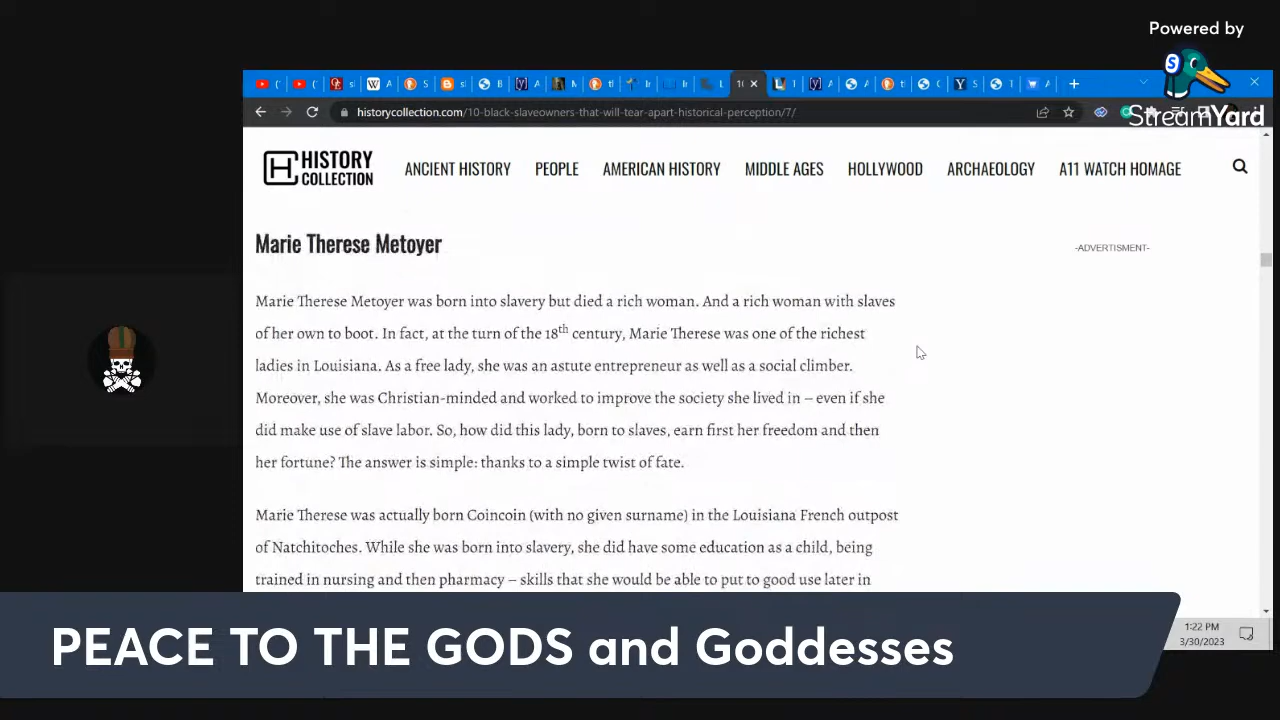 Powered by
StreamYard
historycollection.com/10-black-slaveowners-that-will-tear-apart-historical-perception/7/
HISTORY
COLLECTION
ANCIENT HISTORY PEOPLE AMERICAN HISTORY MIDDLE AGES HOLLYWOOD ARCHAEOLOGY A11 WATCH HOMAGE
Marie Therese Metoyer
-ADVERTISMENT-
Marie Therese Metoyer was born into slavery but died a rich woman. And a rich woman with slaves
of her own to boot. In fact, at the turn of the 18th century, Marie Therese was one of the richest
ladies in Louisiana. As a free lady, she was an astute entrepreneur as well as a social climber.
Moreover, she was Christian-minded and worked to improve the society she lived in – even if she
did make use of slave labor. So, how did this lady, born to slaves, earn first her freedom and then
her fortune? The answer is simple: thanks to a simple twist of fate.
Marie Therese was actually born Coincoin (with no given surname) in the Louisiana French outpost
of Natchitoches. While she was born into slavery, she did have some education as a child, being
trained in nursing and then pharmacy – skills that she would be able to put to good use later in
PEACE TO THE GODS and Goddesses
1:22 PM
3/30/2023